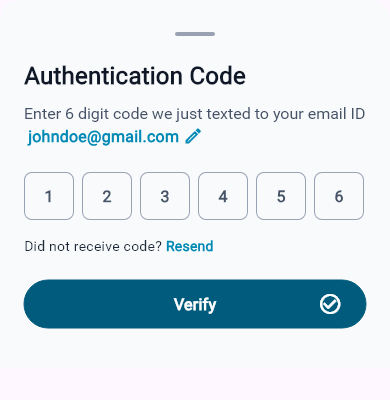 Authentication Code
Enter 6 digit code we just texted to your email ID
johndoe@gmail.com
1 2 3 4 5 6
Did not receive code? Resend
Verify